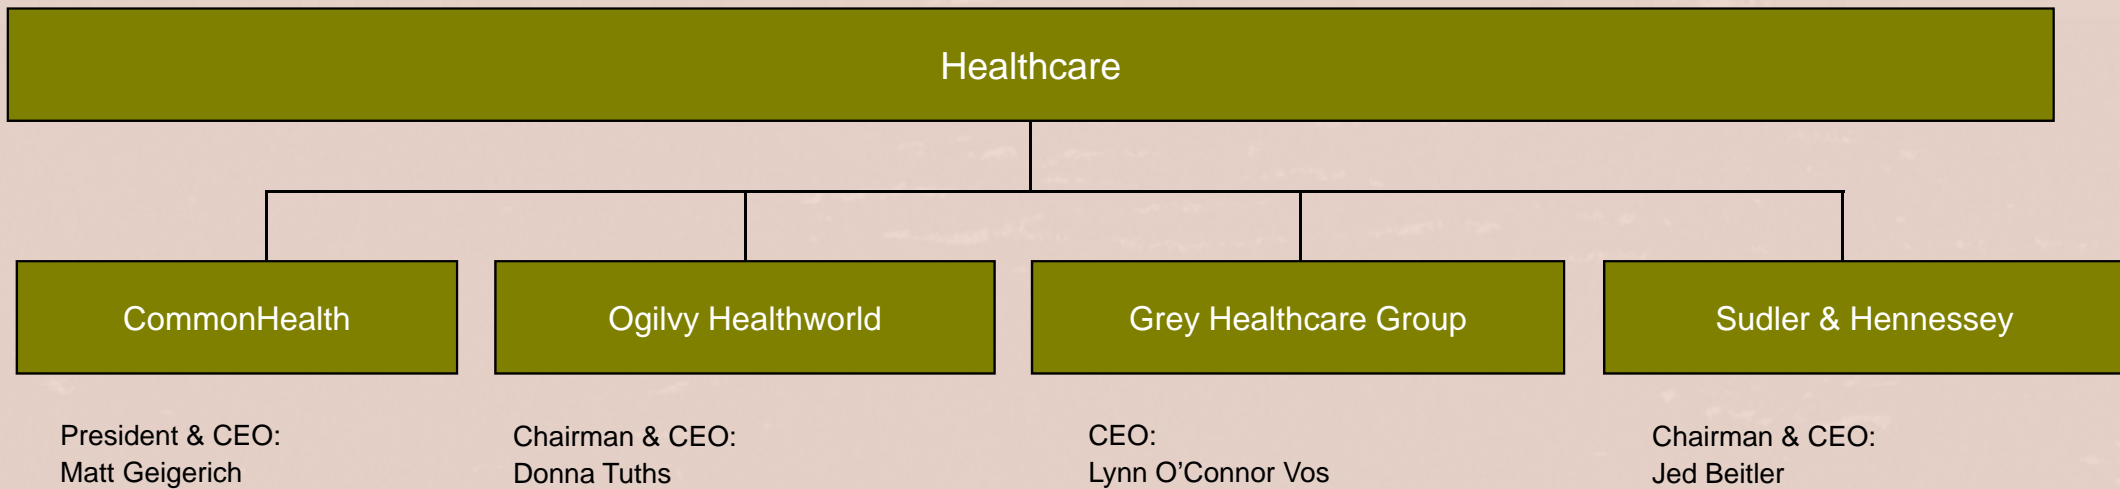 Healthcare
CommonHealth
Ogilvy Healthworld
Grey Healthcare Group
Sudler & Hennessey
President & CEO:
Matt Geigerich
Chairman & CEO:
Donna Tuths
CEO:
Lynn O’Connor Vos
Chairman & CEO:
Jed Beitler